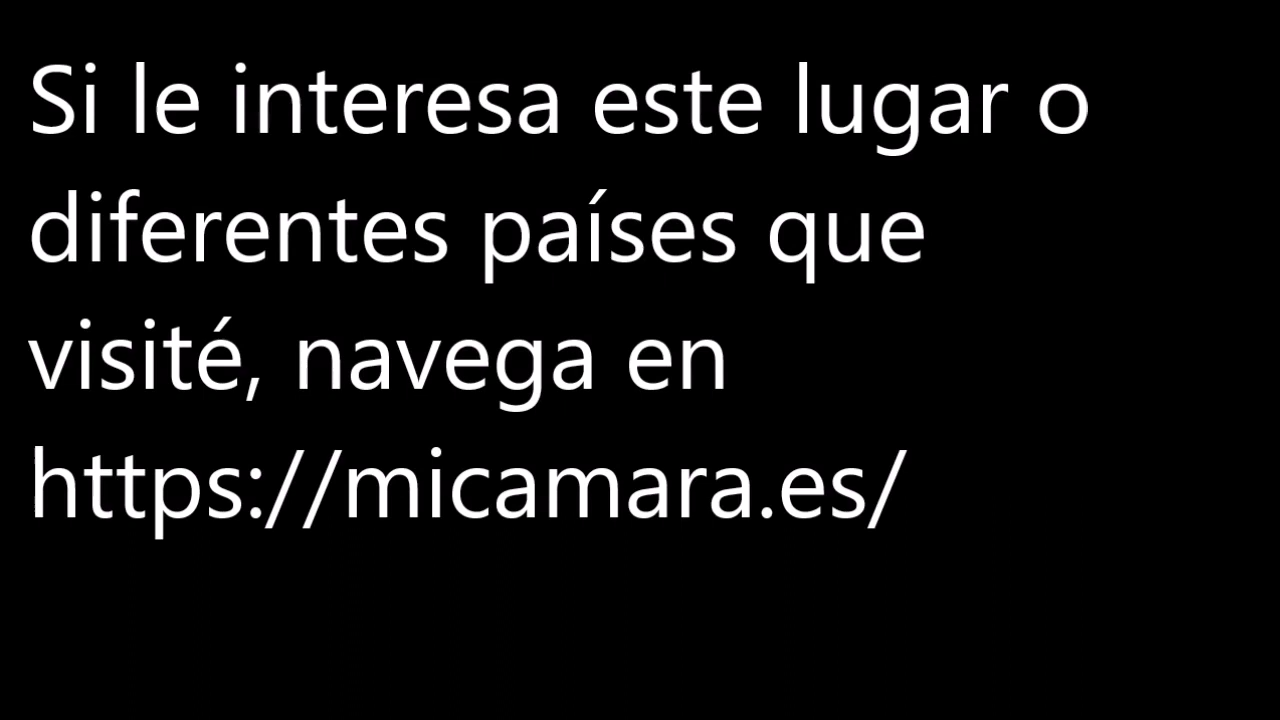 Si le interesa este lugar o
diferentes países que
visité, navega en
https://micamara.es/